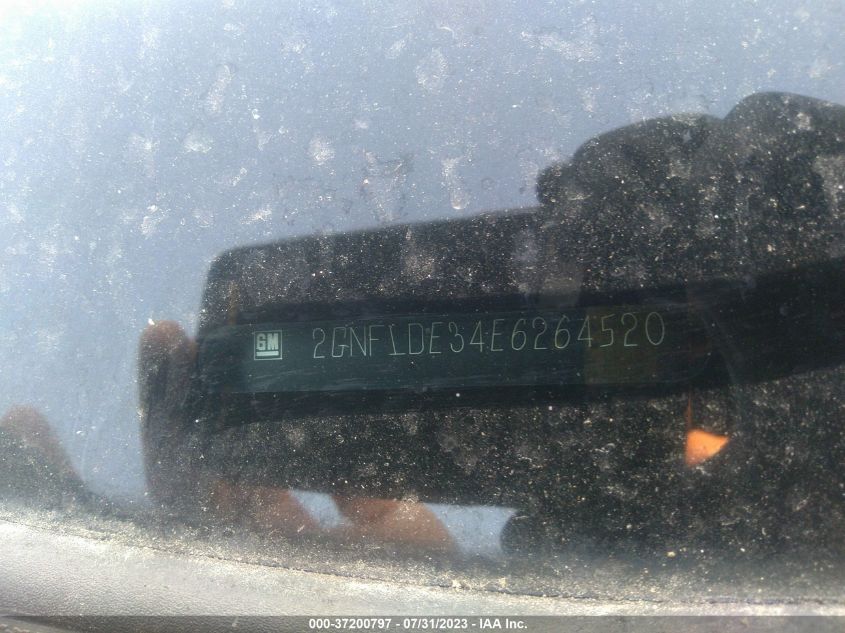 GM
2GNFLDE34E6264520
000-37200797 - 07/31/2023 - IAA Inc.